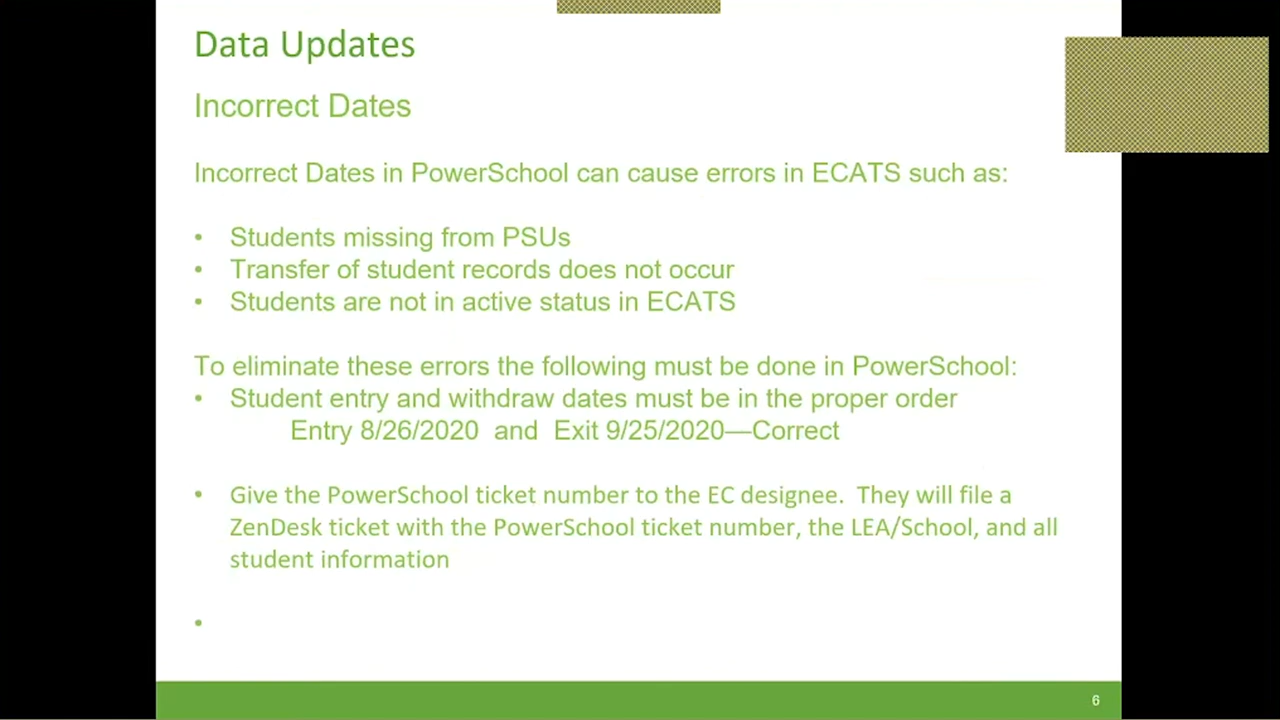 Data Updates
Incorrect Dates
Incorrect Dates in PowerSchool can cause errors in ECATS such as:
• Students missing from PSUs
• Transfer of student records does not occur
• Students are not in active status in ECATS
To eliminate these errors the following must be done in PowerSchool:
• Student entry and withdraw dates must be in the proper order
Entry 8/26/2020 and Exit 9/25/2020—Correct
• Give the PowerSchool ticket number to the EC designee. They will file a
ZenDesk ticket with the PowerSchool ticket number, the LEA/School, and all
student information
•
6